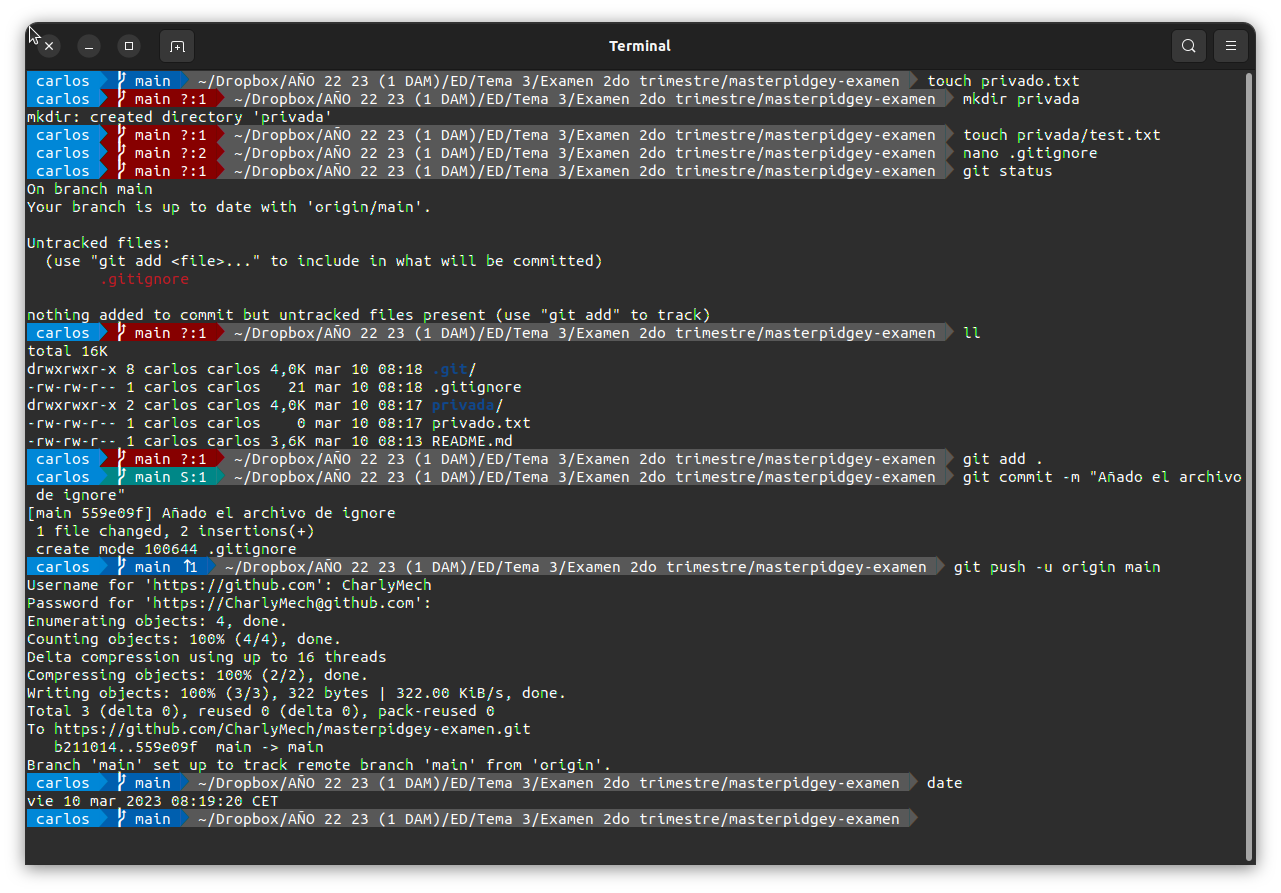 Terminal
carlos main ~/Dropbox/AÑO 22 23 (1 DAM)/ED/Tema 3/Examen 2do trimestre/masterpidgey-examen touch privado.txt
carlos main ?:1 ~/Dropbox/AÑO 22 23 (1 DAM)/ED/Tema 3/Examen 2do trimestre/masterpidgey-examen mkdir privada
mkdir: created directory 'privada'
carlos main ?:1 ~/Dropbox/AÑO 22 23 (1 DAM)/ED/Tema 3/Examen 2do trimestre/masterpidgey-examen touch privada/test.txt
carlos main ?:2 ~/Dropbox/AÑO 22 23 (1 DAM)/ED/Tema 3/Examen 2do trimestre/masterpidgey-examen nano .gitignore
carlos main ?:1 ~/Dropbox/AÑO 22 23 (1 DAM)/ED/Tema 3/Examen 2do trimestre/masterpidgey-examen git status
On branch main
Your branch is up to date with 'origin/main'.
Untracked files:
(use "git add <file>..." to include in what will be committed)
.gitignore
nothing added to commit but untracked files present (use "git add" to track)
carlos main ?:1 ~/Dropbox/AÑO 22 23 (1 DAM)/ED/Tema 3/Examen 2do trimestre/masterpidgey-examen ll
total 16K
drwxrwxr-x 8 carlos carlos 4,0K mar 10 08:18 .git/
-rw-rw-r-- 1 carlos carlos 21 mar 10 08:18 .gitignore
drwxrwxr-x 2 carlos carlos 4,0K mar 10 08:17 privada/
-rw-rw-r-- 1 carlos carlos 0 mar 10 08:17 privado.txt
-rw-rw-r-- 1 carlos carlos 3,6K mar 10 08:13 README.md
carlos main ?:1 ~/Dropbox/AÑO 22 23 (1 DAM)/ED/Tema 3/Examen 2do trimestre/masterpidgey-examen git add .
carlos main S:1 ~/Dropbox/AÑO 22 23 (1 DAM)/ED/Tema 3/Examen 2do trimestre/masterpidgey-examen git commit -m "Añado el archivo
de ignore"
[main 559e09f] Añado el archivo de ignore
1 file changed, 2 insertions(+)
create mode 100644 .gitignore
carlos main ↑1 ~/Dropbox/AÑO 22 23 (1 DAM)/ED/Tema 3/Examen 2do trimestre/masterpidgey-examen git push -u origin main
Username for 'https://github.com': CharlyMech
Password for 'https://CharlyMech@github.com':
Enumerating objects: 4, done.
Counting objects: 100% (4/4), done.
Delta compression using up to 16 threads
Compressing objects: 100% (2/2), done.
Writing objects: 100% (3/3), 322 bytes | 322.00 KiB/s, done.
Total 3 (delta 0), reused 0 (delta 0), pack-reused 0
To https://github.com/CharlyMech/masterpidgey-examen.git
b211014..559e09f main -> main
Branch 'main' set up to track remote branch 'main' from 'origin'.
carlos main ~/Dropbox/AÑO 22 23 (1 DAM)/ED/Tema 3/Examen 2do trimestre/masterpidgey-examen date
vie 10 mar 2023 08:19:20 CET
carlos main ~/Dropbox/AÑO 22 23 (1 DAM)/ED/Tema 3/Examen 2do trimestre/masterpidgey-examen